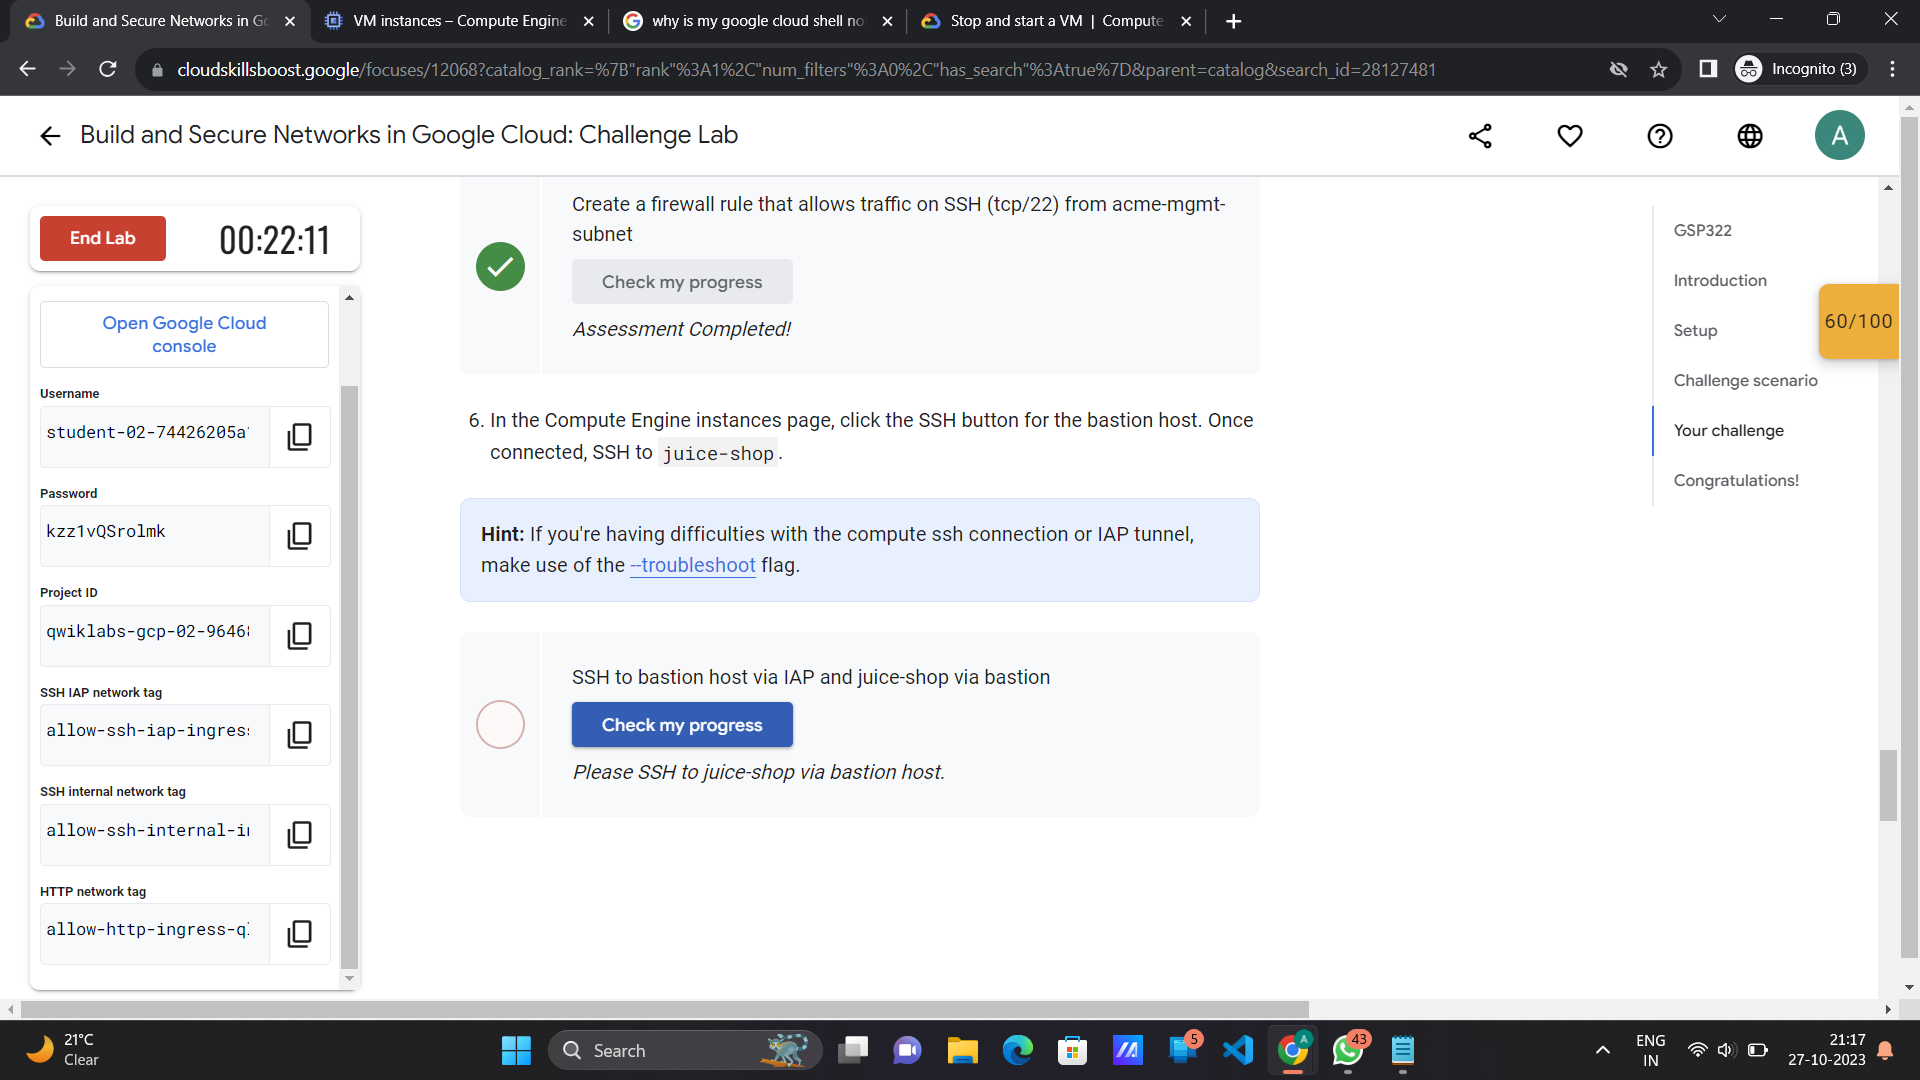 Build and Secure Networks in Go
VM instances – Compute Engine
why is my google cloud shell no
Stop and start a VM | Compute
cloudskillsboost.google/focuses/12068?catalog_rank=%7B"rank"%3A1%2C"num_filters"%3A0%2C"has_search"%3Atrue%7D&parent=catalog&search_id=28127481
Incognito (3)
Build and Secure Networks in Google Cloud: Challenge Lab
A
End Lab
00:22:11
Open Google Cloud
console
Username
student-02-74426205a
Password
kzz1vQSrolmk
Project ID
qwiklabs-gcp-02-9646
SSH IAP network tag
allow-ssh-iap-ingres
SSH internal network tag
allow-ssh-internal-i
HTTP network tag
allow-http-ingress-q
Create a firewall rule that allows traffic on SSH (tcp/22) from acme-mgmt-
subnet
Check my progress
Assessment Completed!
6. In the Compute Engine instances page, click the SSH button for the bastion host. Once
connected, SSH to juice-shop.
Hint: If you're having difficulties with the compute ssh connection or IAP tunnel,
make use of the --troubleshoot flag.
SSH to bastion host via IAP and juice-shop via bastion
Check my progress
Please SSH to juice-shop via bastion host.
GSP322
Introduction
Setup
Challenge scenario
Your challenge
Congratulations!
60/100
21°C
Clear
Search
5
A
43
ENG
IN
21:17
27-10-2023